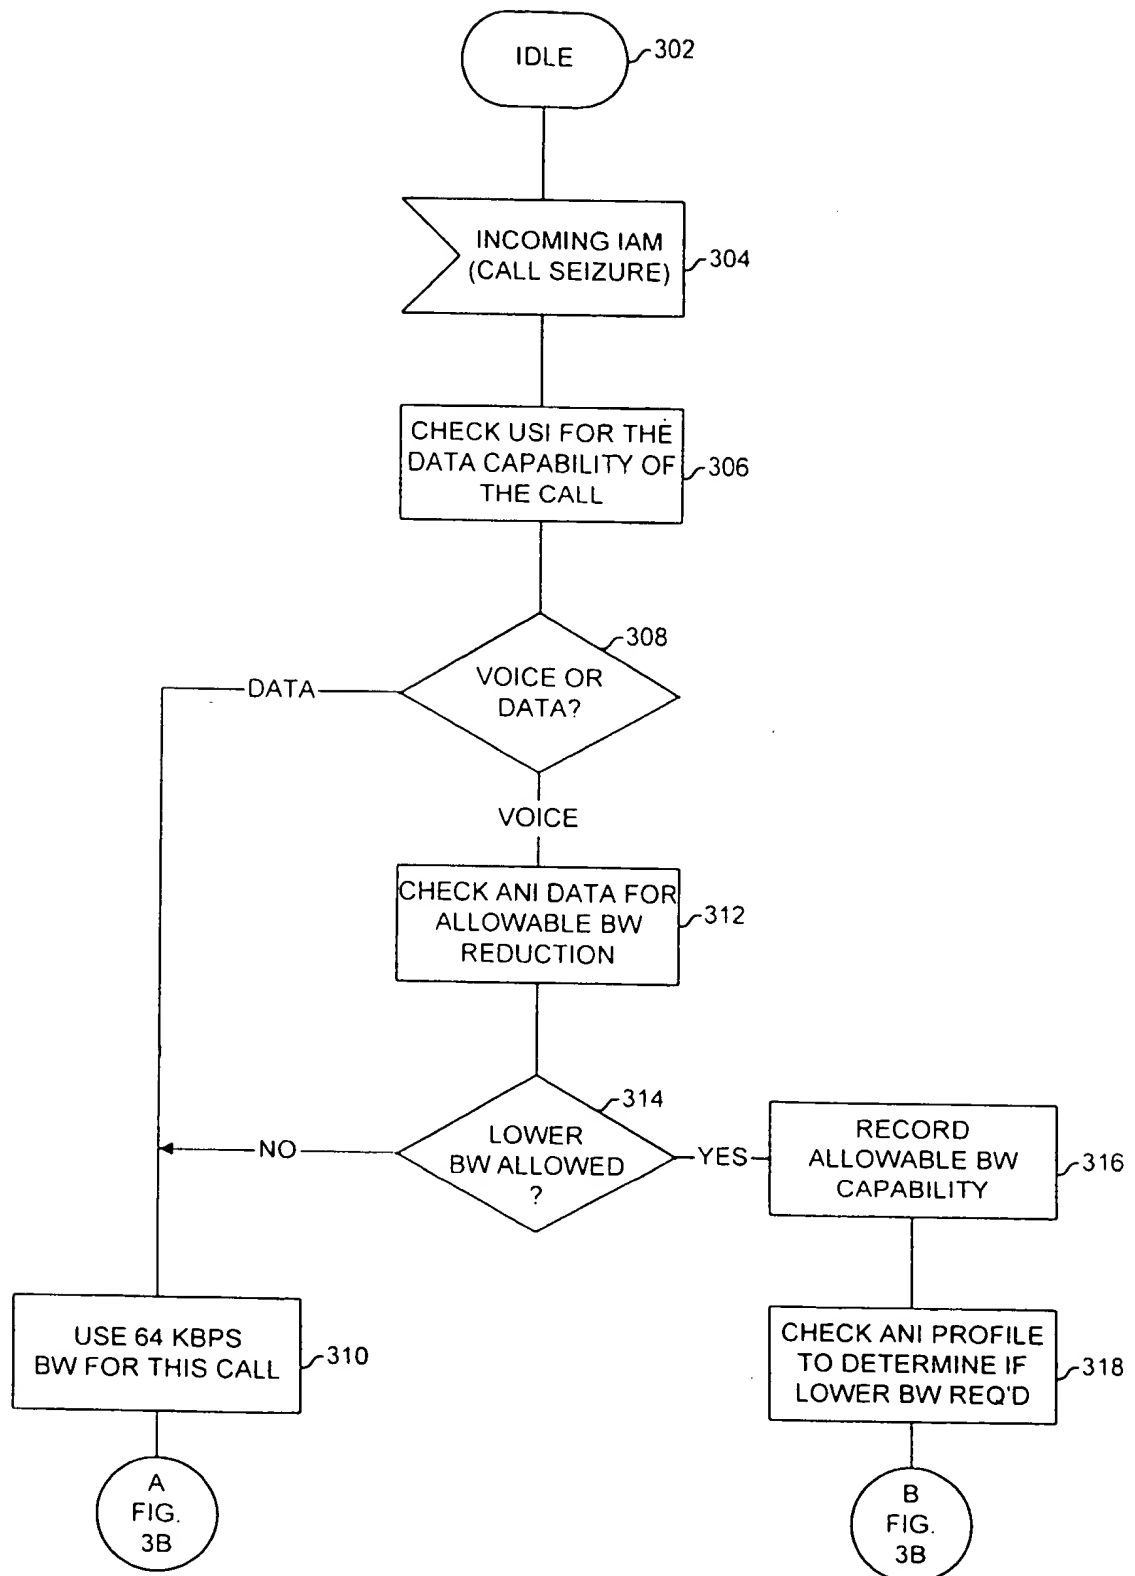 IDLE
302
INCOMING IAM
(CALL SEIZURE)
304
CHECK USI FOR THE
DATA CAPABILITY OF
THE CALL
306
308
VOICE OR
DATA?
DATA
VOICE
CHECK ANI DATA FOR
ALLOWABLE BW
REDUCTION
312
314
LOWER
BW ALLOWED
?
NO
YES
RECORD
ALLOWABLE BW
CAPABILITY
316
USE 64 KBPS
BW FOR THIS CALL
310
CHECK ANI PROFILE
TO DETERMINE IF
LOWER BW REQ'D
318
A
FIG.
3B
B
FIG.
3B